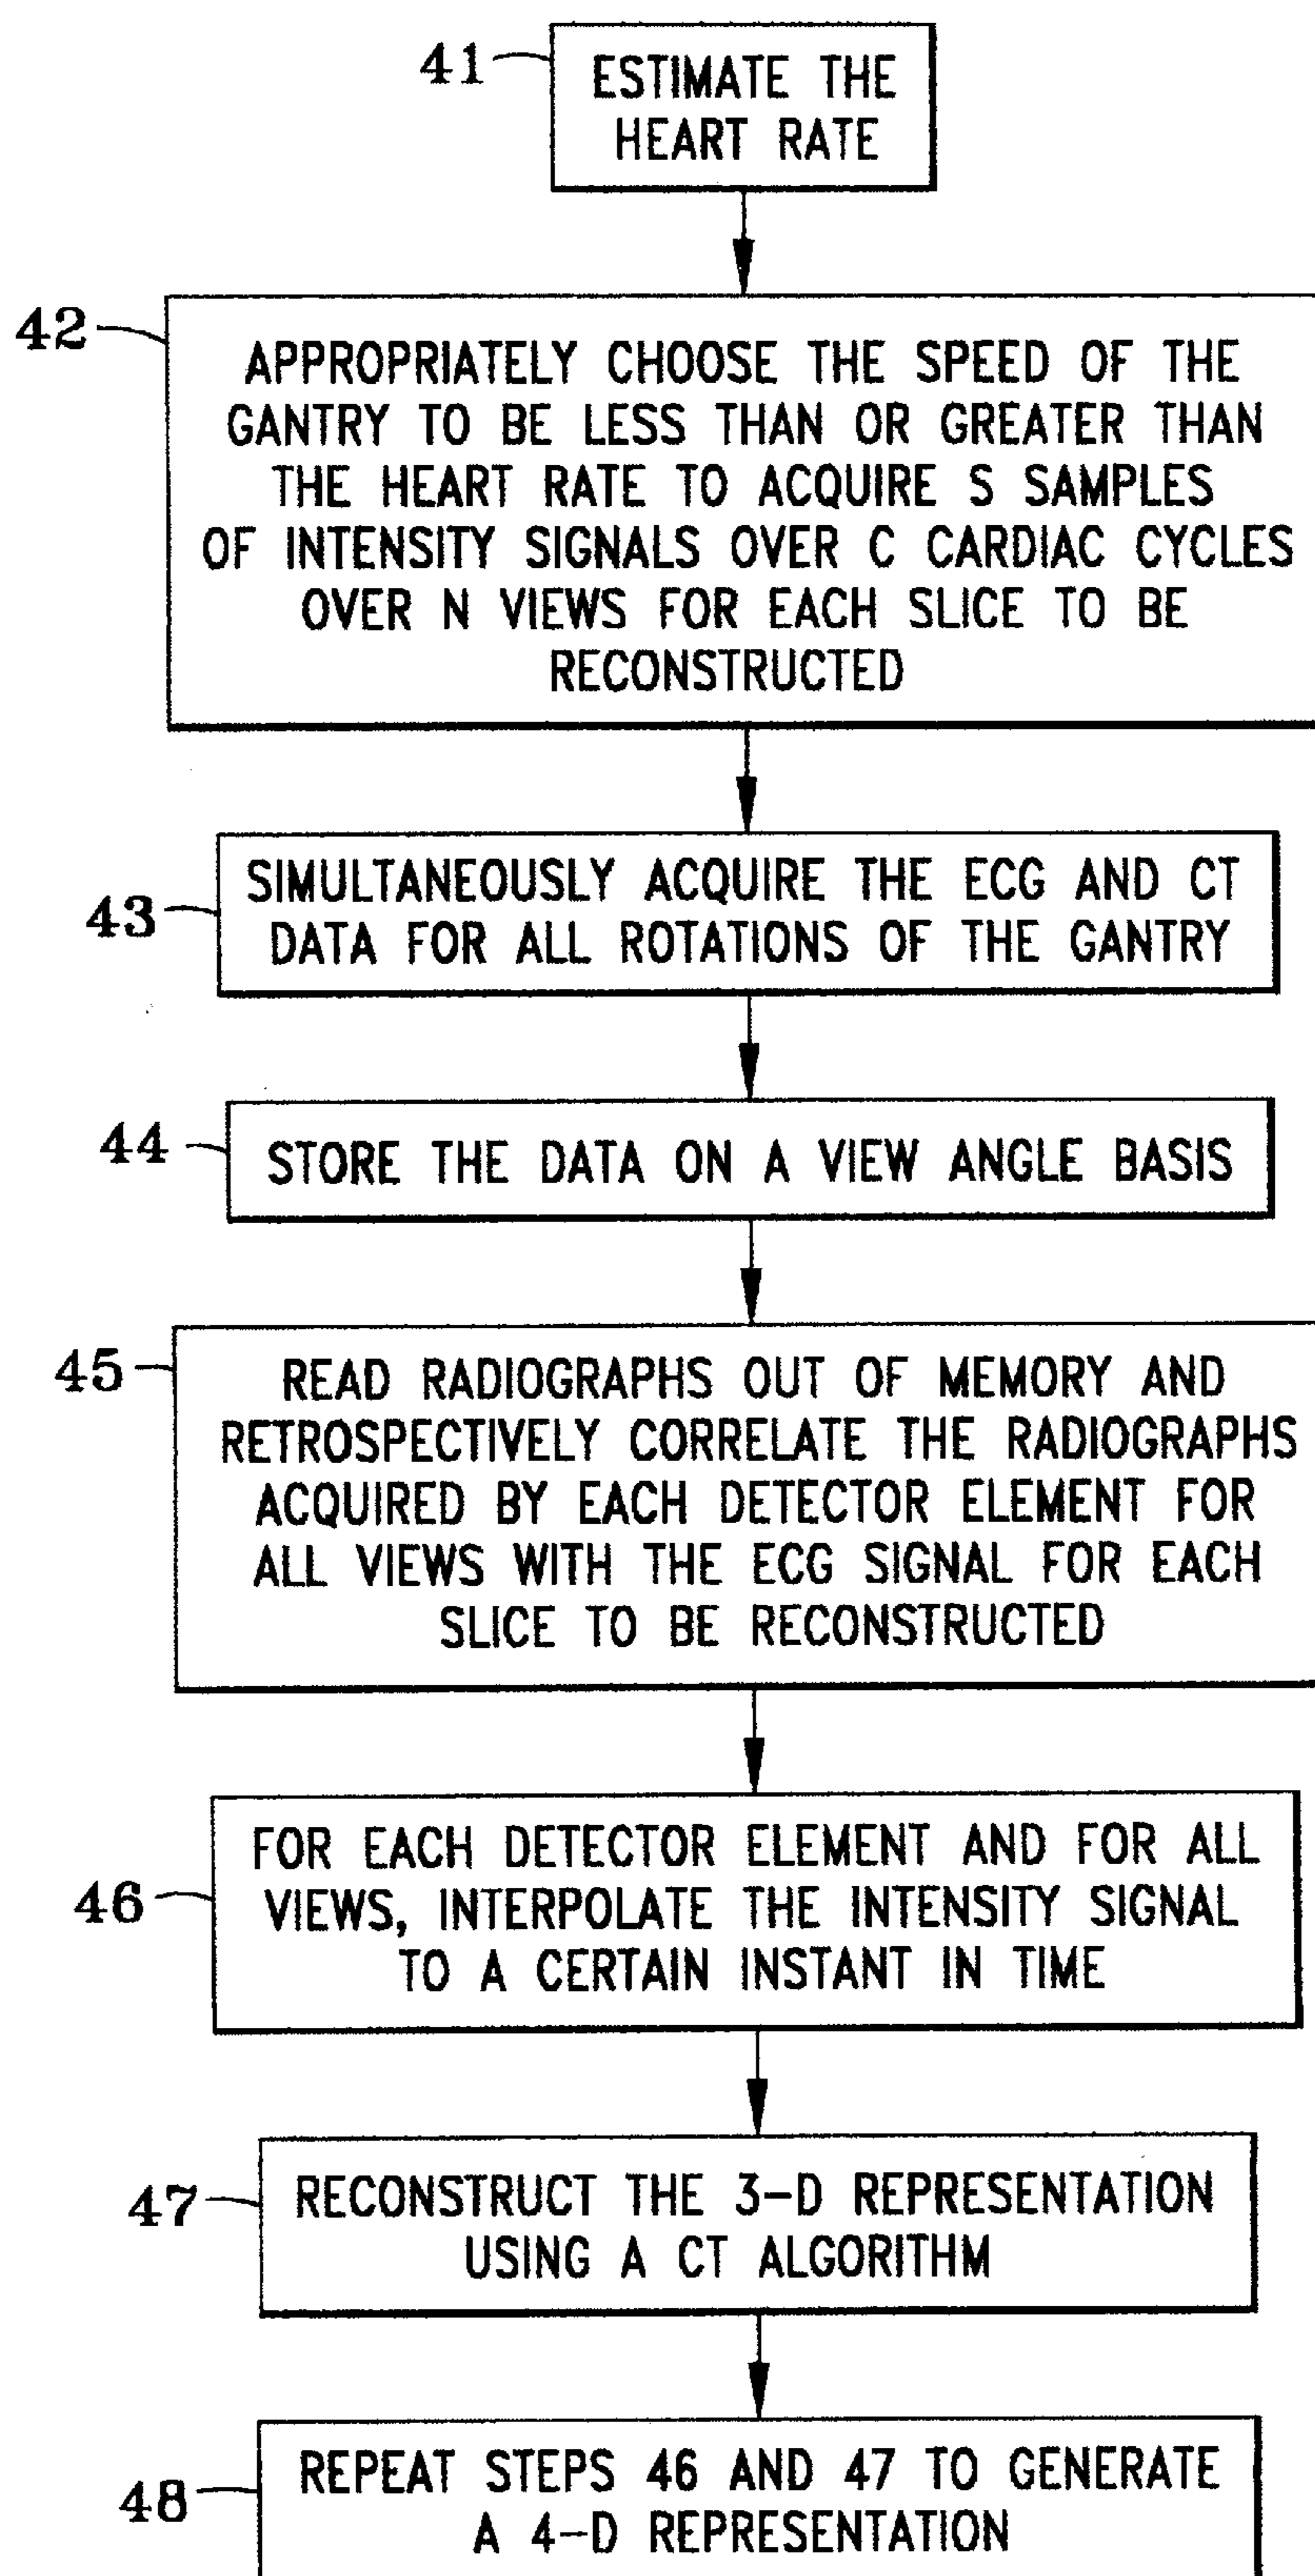 41
ESTIMATE THE
HEART RATE
42
APPROPRIATELY CHOOSE THE SPEED OF THE
GANTRY TO BE LESS THAN OR GREATER THAN
THE HEART RATE TO ACQUIRE S SAMPLES
OF INTENSITY SIGNALS OVER C CARDIAC CYCLES
OVER N VIEWS FOR EACH SLICE TO BE
RECONSTRUCTED
43
SIMULTANEOUSLY ACQUIRE THE ECG AND CT
DATA FOR ALL ROTATIONS OF THE GANTRY
44
STORE THE DATA ON A VIEW ANGLE BASIS
45
READ RADIOGRAPHS OUT OF MEMORY AND
RETROSPECTIVELY CORRELATE THE RADIOGRAPHS
ACQUIRED BY EACH DETECTOR ELEMENT FOR
ALL VIEWS WITH THE ECG SIGNAL FOR EACH
SLICE TO BE RECONSTRUCTED
46
FOR EACH DETECTOR ELEMENT AND FOR ALL
VIEWS, INTERPOLATE THE INTENSITY SIGNAL
TO A CERTAIN INSTANT IN TIME
47
RECONSTRUCT THE 3-D REPRESENTATION
USING A CT ALGORITHM
48
REPEAT STEPS 46 AND 47 TO GENERATE
A 4-D REPRESENTATION